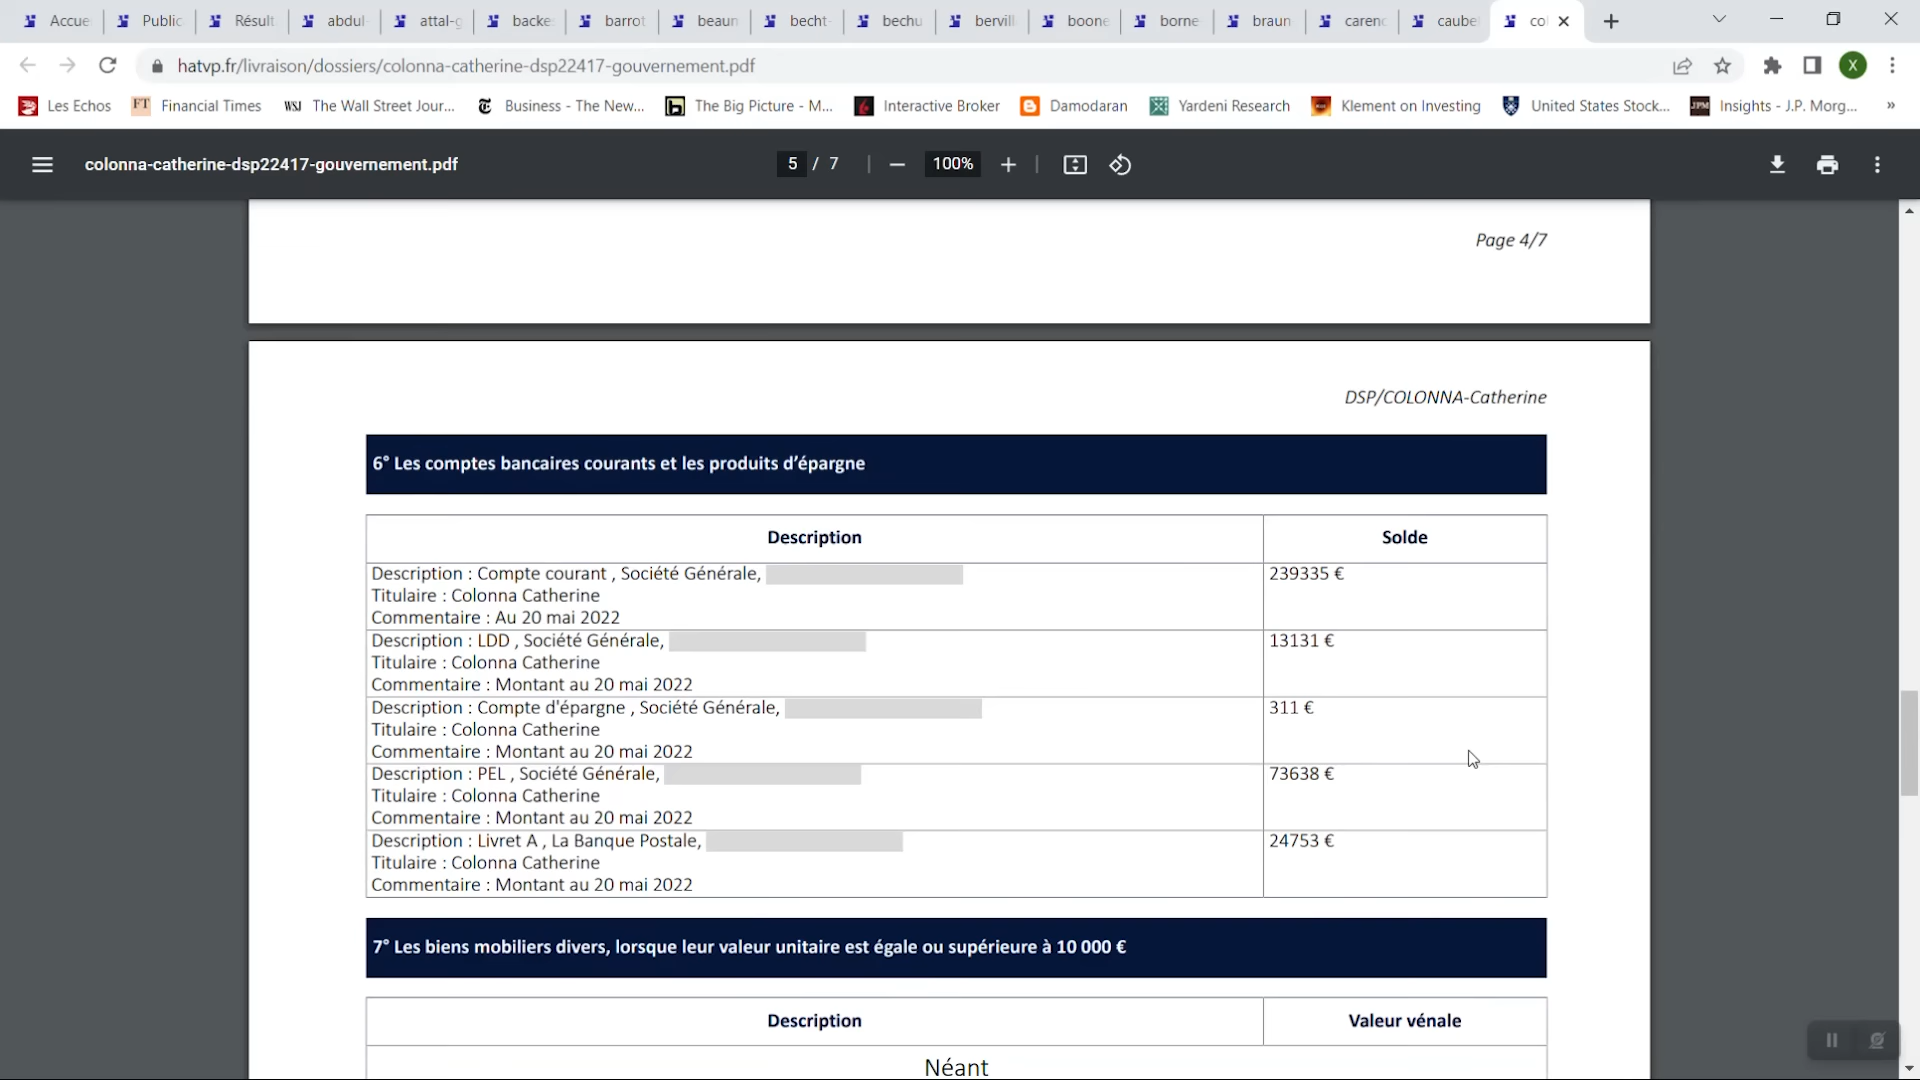 Accue
Public
Résult
abdul
attal-g
backe
barrot
beaun
becht-
bechu
bervill
boone
borne
braun
carenc
caube
co
hatvp.fr/livraison/dossiers/colonna-catherine-dsp22417-gouvernement.pdf
X
Les Echos
FT Financial Times
WSJ The Wall Street Jour...
Business - The New...
The Big Picture - M...
Interactive Broker
Damodaran
Yardeni Research
Klement on Investing
United States Stock...
JPM Insights - J.P. Morg...
»
colonna-catherine-dsp22417-gouvernement.pdf
5 / 7
100%
Page 4/7
DSP/COLONNA-Catherine
6° Les comptes bancaires courants et les produits d’épargne
Description Solde
Description : Compte courant , Société Générale, 239335 €
Titulaire : Colonna Catherine
Commentaire : Au 20 mai 2022
Description : LDD , Société Générale, 13131 €
Titulaire : Colonna Catherine
Commentaire : Montant au 20 mai 2022
Description : Compte d'épargne , Société Générale, 311 €
Titulaire : Colonna Catherine
Commentaire : Montant au 20 mai 2022
Description : PEL , Société Générale, 73638 €
Titulaire : Colonna Catherine
Commentaire : Montant au 20 mai 2022
Description : Livret A , La Banque Postale, 24753 €
Titulaire : Colonna Catherine
Commentaire : Montant au 20 mai 2022
7° Les biens mobiliers divers, lorsque leur valeur unitaire est égale ou supérieure à 10 000 €
Description Valeur vénale
Néant